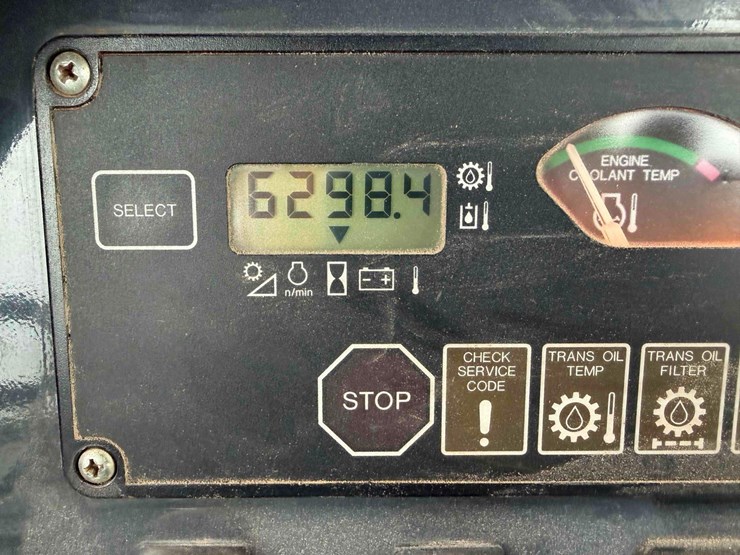 SELECT
6298.4
n/min
ENGINE
COOLANT TEMP
STOP
CHECK
SERVICE
CODE
!
TRANS OIL
TEMP
TRANS OIL
FILTER